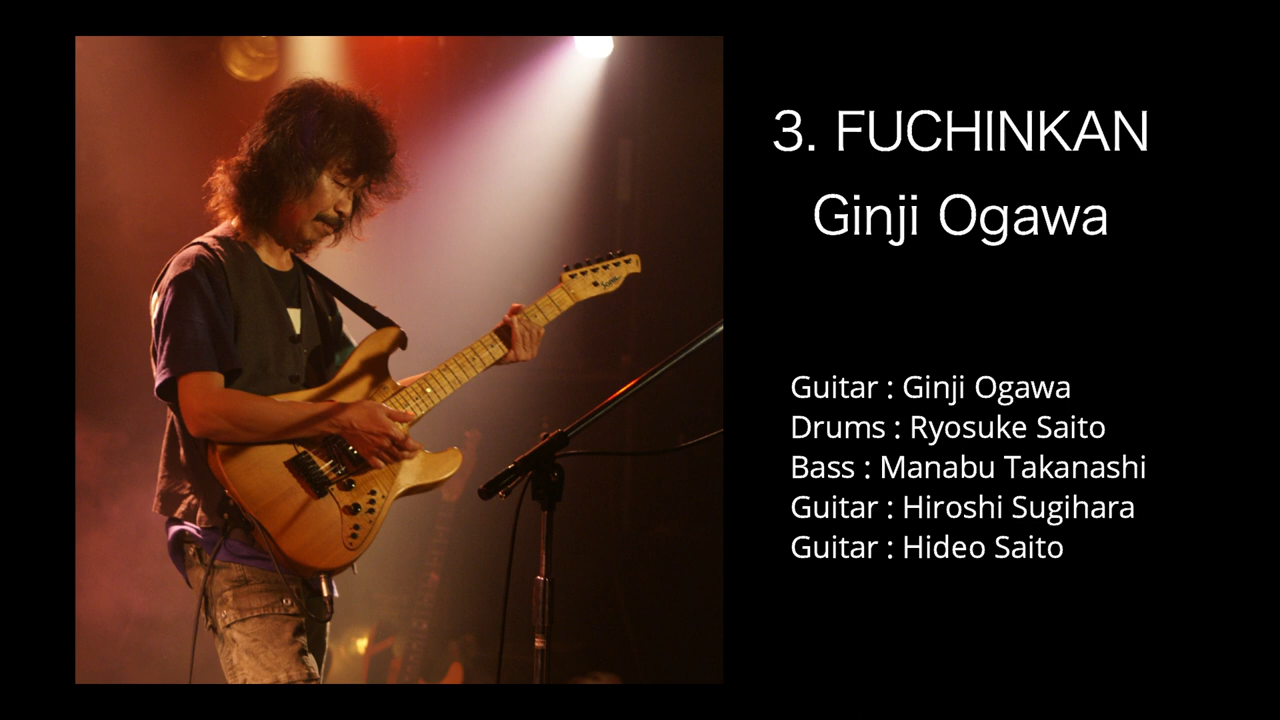 3. FUCHINKAN
Ginji Ogawa
Guitar : Ginji Ogawa
Drums : Ryosuke Saito
Bass : Manabu Takanashi
Guitar : Hiroshi Sugihara
Guitar : Hideo Saito